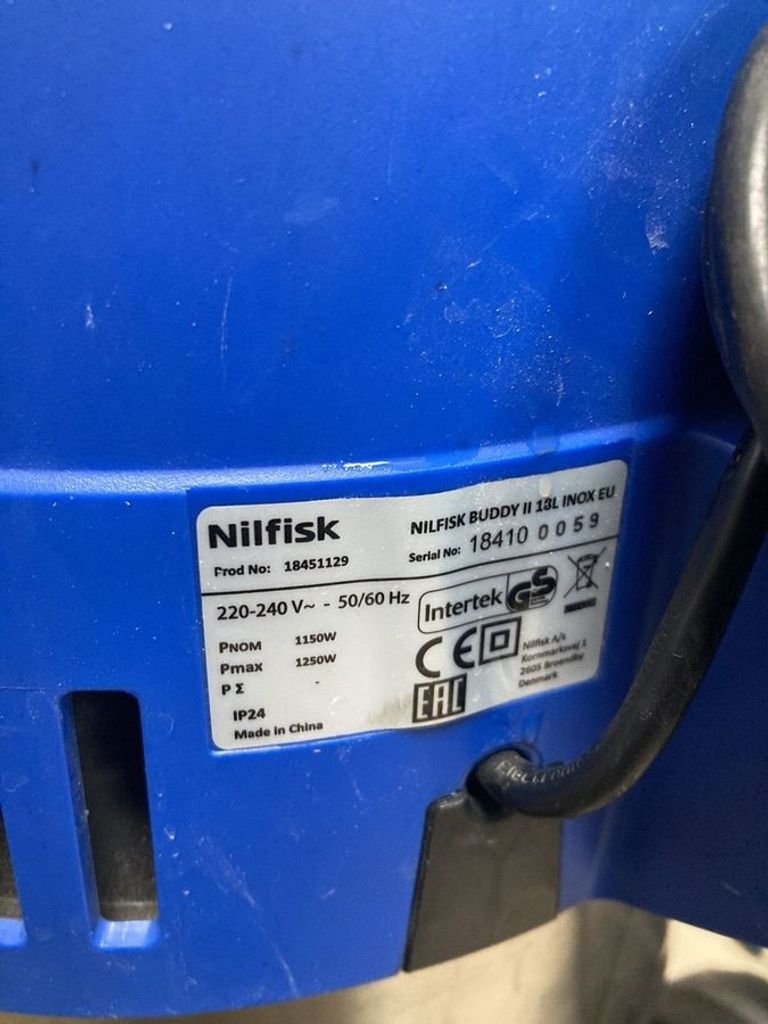 Nilfisk
NILFISK BUDDY II 18L INOX EU
Prod No: 18451129
Serial No: 18410 0059
220-240 V~ - 50/60 Hz
Intertek GS
PNOM 1150W
Pmax 1250W
P Σ -
CE
Nilfisk A/s
Kornmarksvej 1
2605 Broendby
Denmark
IP24
EAC
Made in China